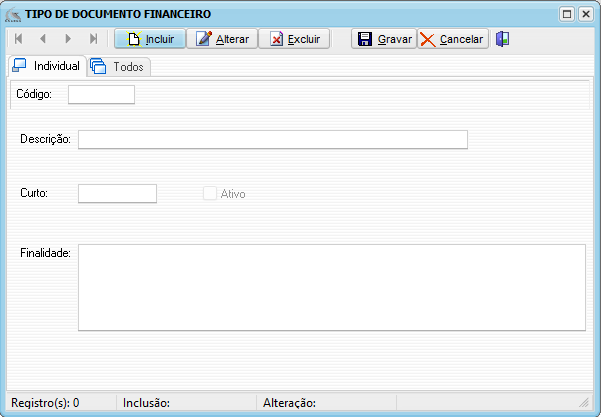 TIPO DE DOCUMENTO FINANCEIRO
Incluir Alterar Excluir Gravar Cancelar
Individual Todos
Código:
Descrição:
Curto: Ativo
Finalidade:
Registro(s): 0 Inclusão: Alteração: